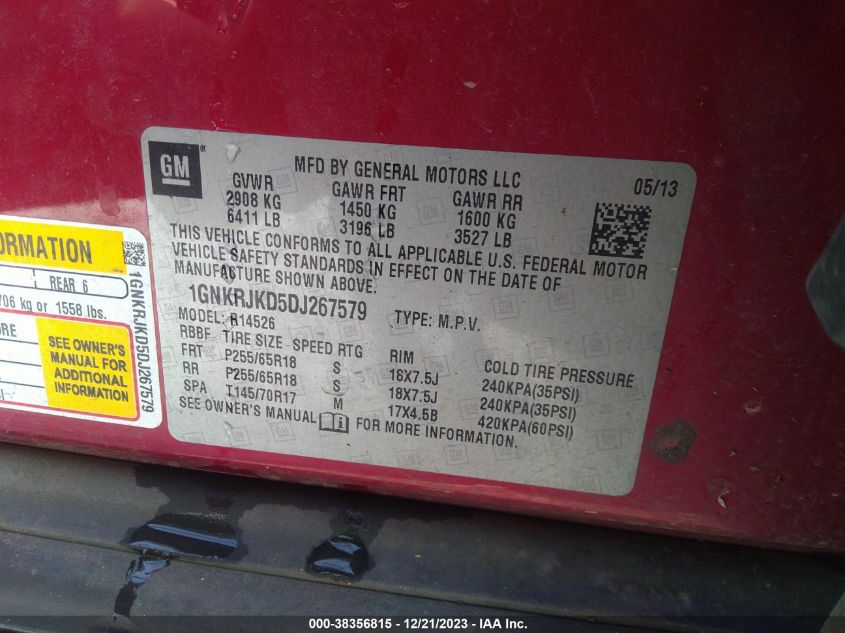 GM
MFD BY GENERAL MOTORS LLC
05/13
GVWR GAWR FRT GAWR RR
2908 KG 1450 KG 1600 KG
6411 LB 3196 LB 3527 LB
THIS VEHICLE CONFORMS TO ALL APPLICABLE U.S. FEDERAL MOTOR
VEHICLE SAFETY STANDARDS IN EFFECT ON THE DATE OF
MANUFACTURE SHOWN ABOVE.
1GNKRJKD5DJ267579 TYPE: M.P.V.
MODEL: R14526
RBBF TIRE SIZE SPEED RTG RIM COLD TIRE PRESSURE
FRT P255/65R18 S 16X7.5J 240KPA(35PSI)
RR P255/65R18 S 18X7.5J 240KPA(35PSI)
SPA T145/70R17 M 17X4.5B 420KPA(60PSI)
SEE OWNER'S MANUAL FOR MORE INFORMATION.
ORMATION
REAR 6
706 kg or 1558 lbs.
SEE OWNER'S
MANUAL FOR
ADDITIONAL
INFORMATION
1GNKRJKD5DJ267579
000-38356815 - 12/21/2023 - IAA Inc.